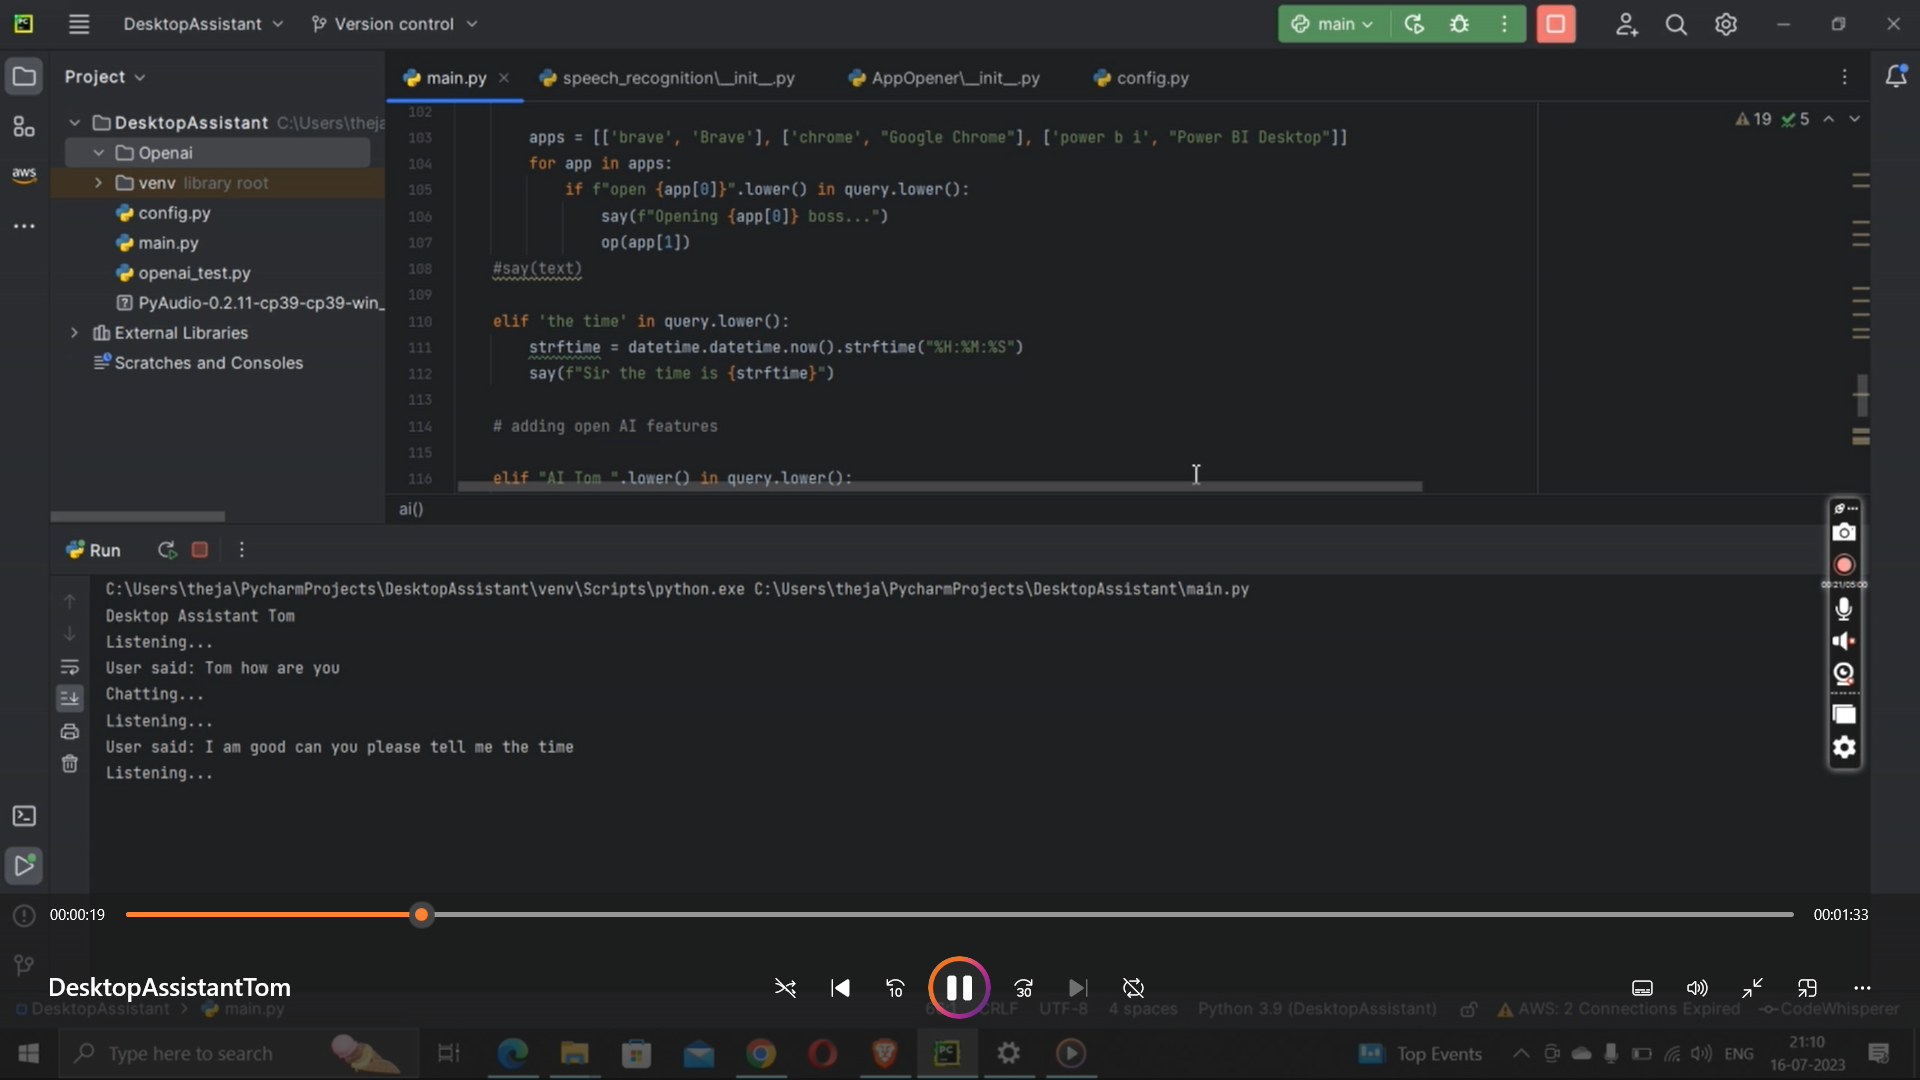 DesktopAssistant
Version control
main
Project
main.py
speech_recognition\__init__.py
AppOpener\__init__.py
config.py
DesktopAssistant C:\Users\theja
Openai
venv library root
config.py
main.py
openai_test.py
PyAudio-0.2.11-cp39-cp39-win_
External Libraries
Scratches and Consoles
19 5
102
103 apps = [['brave', 'Brave'], ['chrome', "Google Chrome"], ['power b i', "Power BI Desktop"]]
104 for app in apps:
105 if f"open {app[0]}".lower() in query.lower():
106 say(f"Opening {app[0]} boss...")
107 op(app[1])
108 #say(text)
109
110 elif 'the time' in query.lower():
111 strftime = datetime.datetime.now().strftime("%H:%M:%S")
112 say(f"Sir the time is {strftime}")
113
114 # adding open AI features
115
116 elif "AI Tom ".lower() in query.lower():
ai()
Run
C:\Users\theja\PycharmProjects\DesktopAssistant\venv\Scripts\python.exe C:\Users\theja\PycharmProjects\DesktopAssistant\main.py
Desktop Assistant Tom
Listening...
User said: Tom how are you
Chatting...
Listening...
User said: I am good can you please tell me the time
Listening...
00:21/05:00
aws
00:00:19
00:01:33
DesktopAssistantTom
10
30
DesktopAssistant
main.py
CRLF
UTF-8
4 spaces
Python 3.9 (DesktopAssistant)
AWS: 2 Connections Expired
CodeWhisperer
Type here to search
Top Events
ENG
21:10
16-07-2023